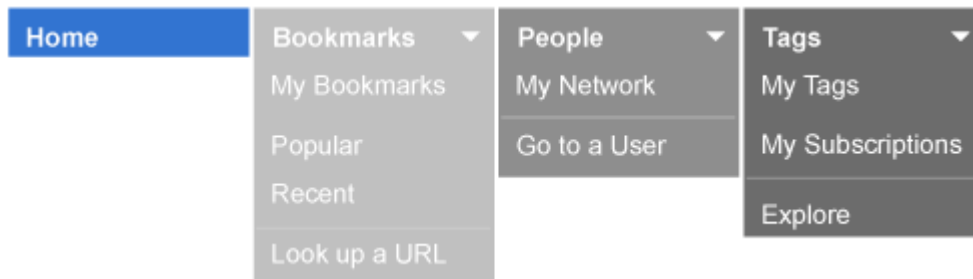 Home
Bookmarks
My Bookmarks
Popular
Recent
Look up a URL
People
My Network
Go to a User
Tags
My Tags
My Subscriptions
Explore